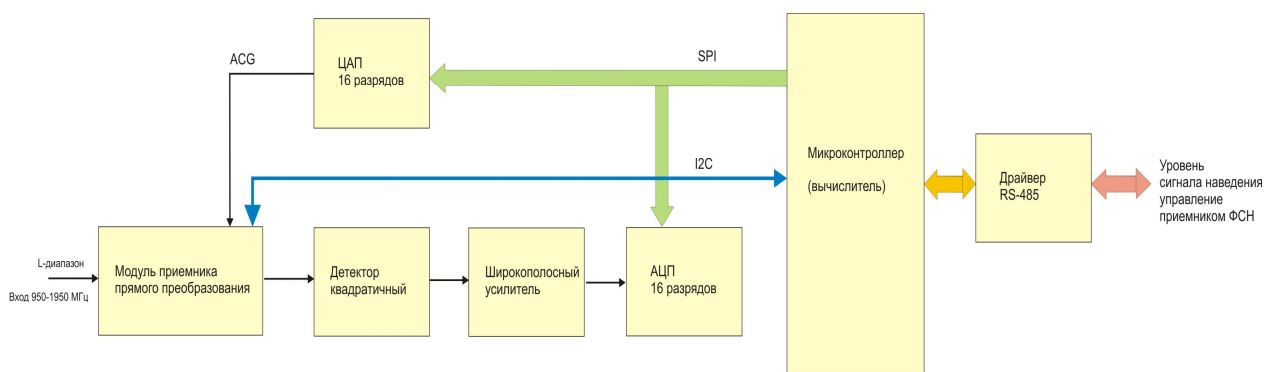 ACG
ЦАП
16 разрядов
SPI
I2C
Микроконтроллер
(вычислитель)
Драйвер
RS-485
Уровень
сигнала наведения
управление
приемником ФСН
L-диапазон
Вход 950-1950 МГц
Модуль приемника
прямого преобразования
Детектор
квадратичный
Широкополосный
усилитель
АЦП
16 разрядов